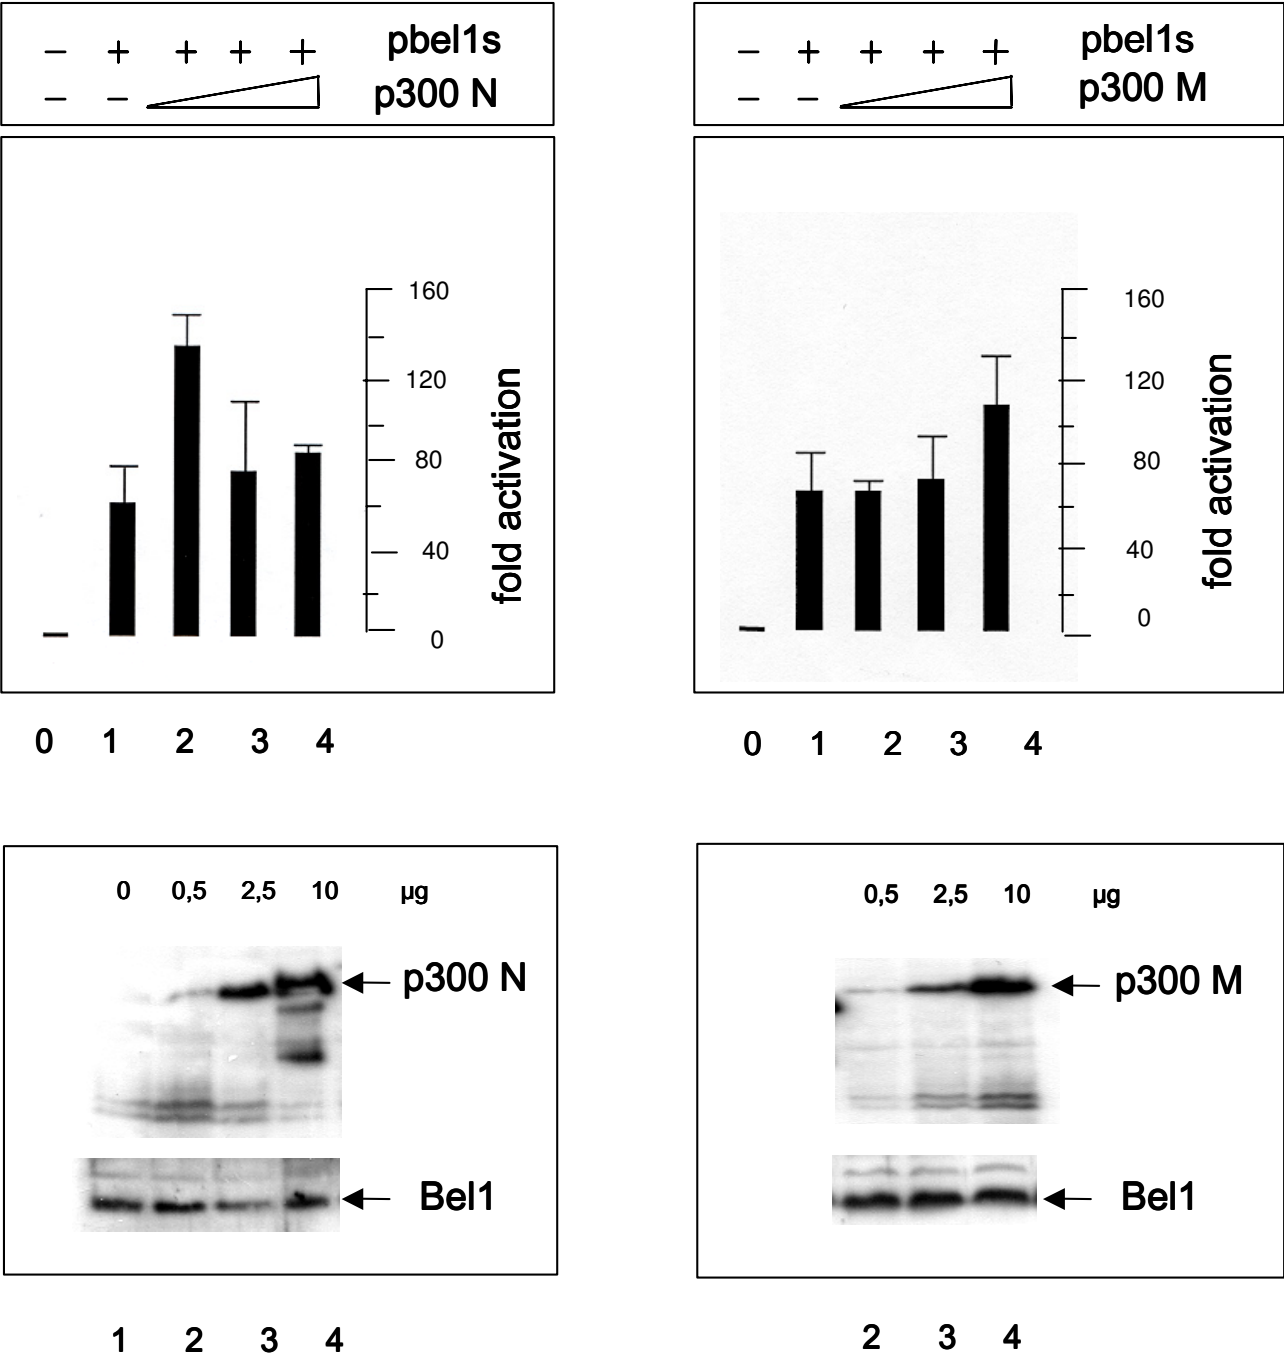 − + + + + pbel1s
− − p300 N
160
120
80
40
0
fold activation
0 1 2 3 4
− + + + + pbel1s
− − p300 M
160
120
80
40
0
fold activation
0 1 2 3 4
0 0,5 2,5 10 µg
p300 N
Bel1
1 2 3 4
0,5 2,5 10 µg
p300 M
Bel1
2 3 4